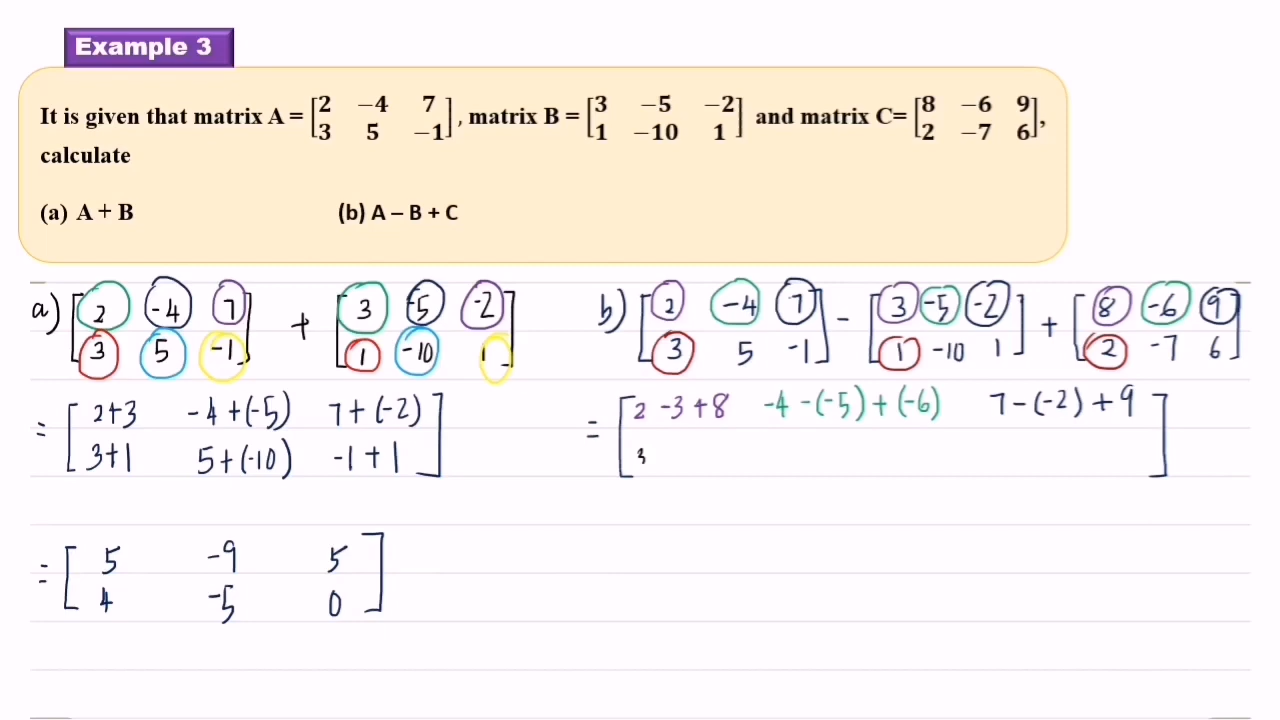 Example 3
It is given that matrix A = [2 −4 7], matrix B = [3 −5 −2] and matrix C= [8 −6 9],
[3 5 −1] [1 −10 1] [2 −7 6]
calculate
(a) A + B (b) A – B + C
a) [2 -4 7] + [3 -5 -2] b) [2 -4 7] - [3 -5 -2] + [8 -6 9]
[3 5 -1] [1 -10 1] [3 5 -1] [1 -10 1] [2 -7 6]
= [2+3 -4+(-5) 7+(-2)] = [2-3+8 -4-(-5)+(-6) 7-(-2)+9]
[3+1 5+(-10) -1+1] [3 ]
= [5 -9 5]
[4 -5 0]